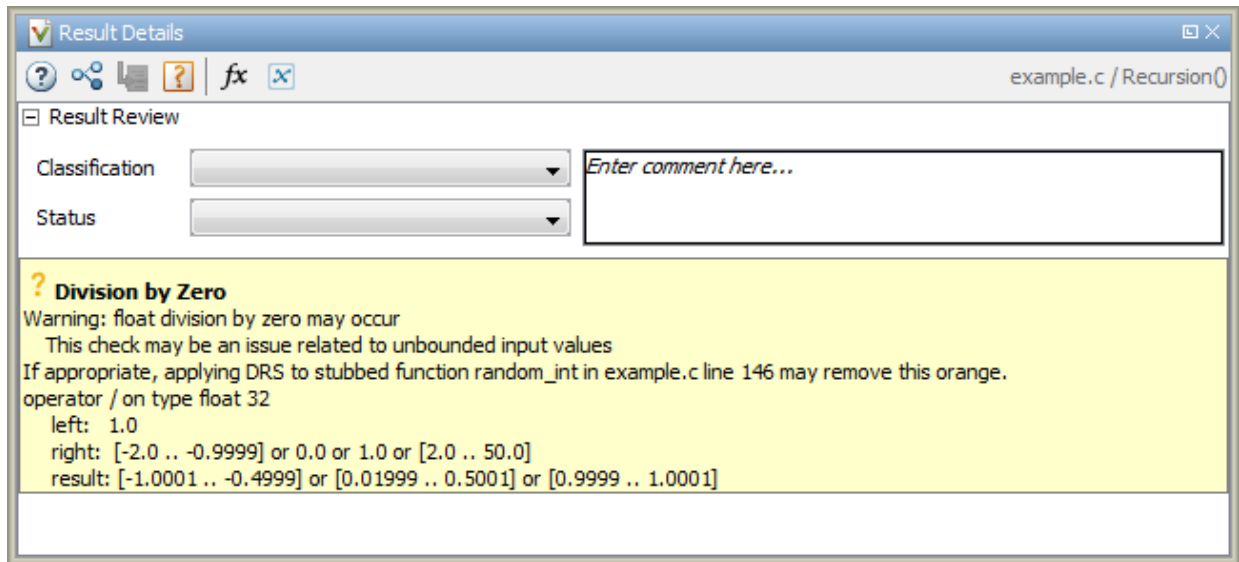 Result Details
fx x example.c / Recursion()
Result Review
Classification
Enter comment here...
Status
? Division by Zero
Warning: float division by zero may occur
This check may be an issue related to unbounded input values
If appropriate, applying DRS to stubbed function random_int in example.c line 146 may remove this orange.
operator / on type float 32
left: 1.0
right: [-2.0 .. -0.9999] or 0.0 or 1.0 or [2.0 .. 50.0]
result: [-1.0001 .. -0.4999] or [0.01999 .. 0.5001] or [0.9999 .. 1.0001]